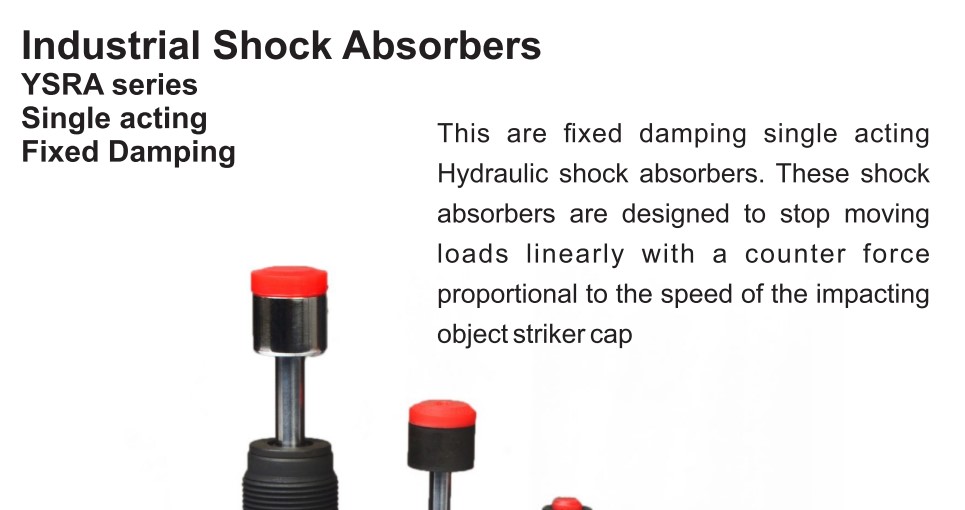 Industrial Shock Absorbers
YSRA series
Single acting
Fixed Damping
This are fixed damping single acting
Hydraulic shock absorbers. These shock
absorbers are designed to stop moving
loads linearly with a counter force
proportional to the speed of the impacting
object striker cap